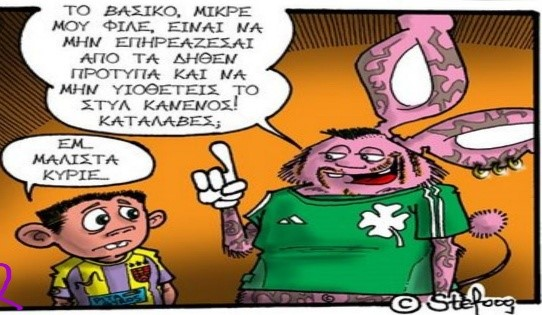 ΤΟ ΒΑΣΙΚΟ, ΜΙΚΡΕ
ΜΟΥ ΦΙΛΕ, ΕΙΝΑΙ ΝΑ
ΜΗΝ ΕΠΗΡΕΑΖΕΣΑΙ
ΑΠΟ ΤΑ ΔΗΘΕΝ
ΠΡΟΤΥΠΑ ΚΑΙ ΝΑ
ΜΗΝ ΥΙΟΘΕΤΕΙΣ ΤΟ
ΣΤΥΛ ΚΑΝΕΝΟΣ!
ΚΑΤΑΛΑΒΕΣ;
ΕΜ...
ΜΑΛΙΣΤΑ
ΚΥΡΙΕ...